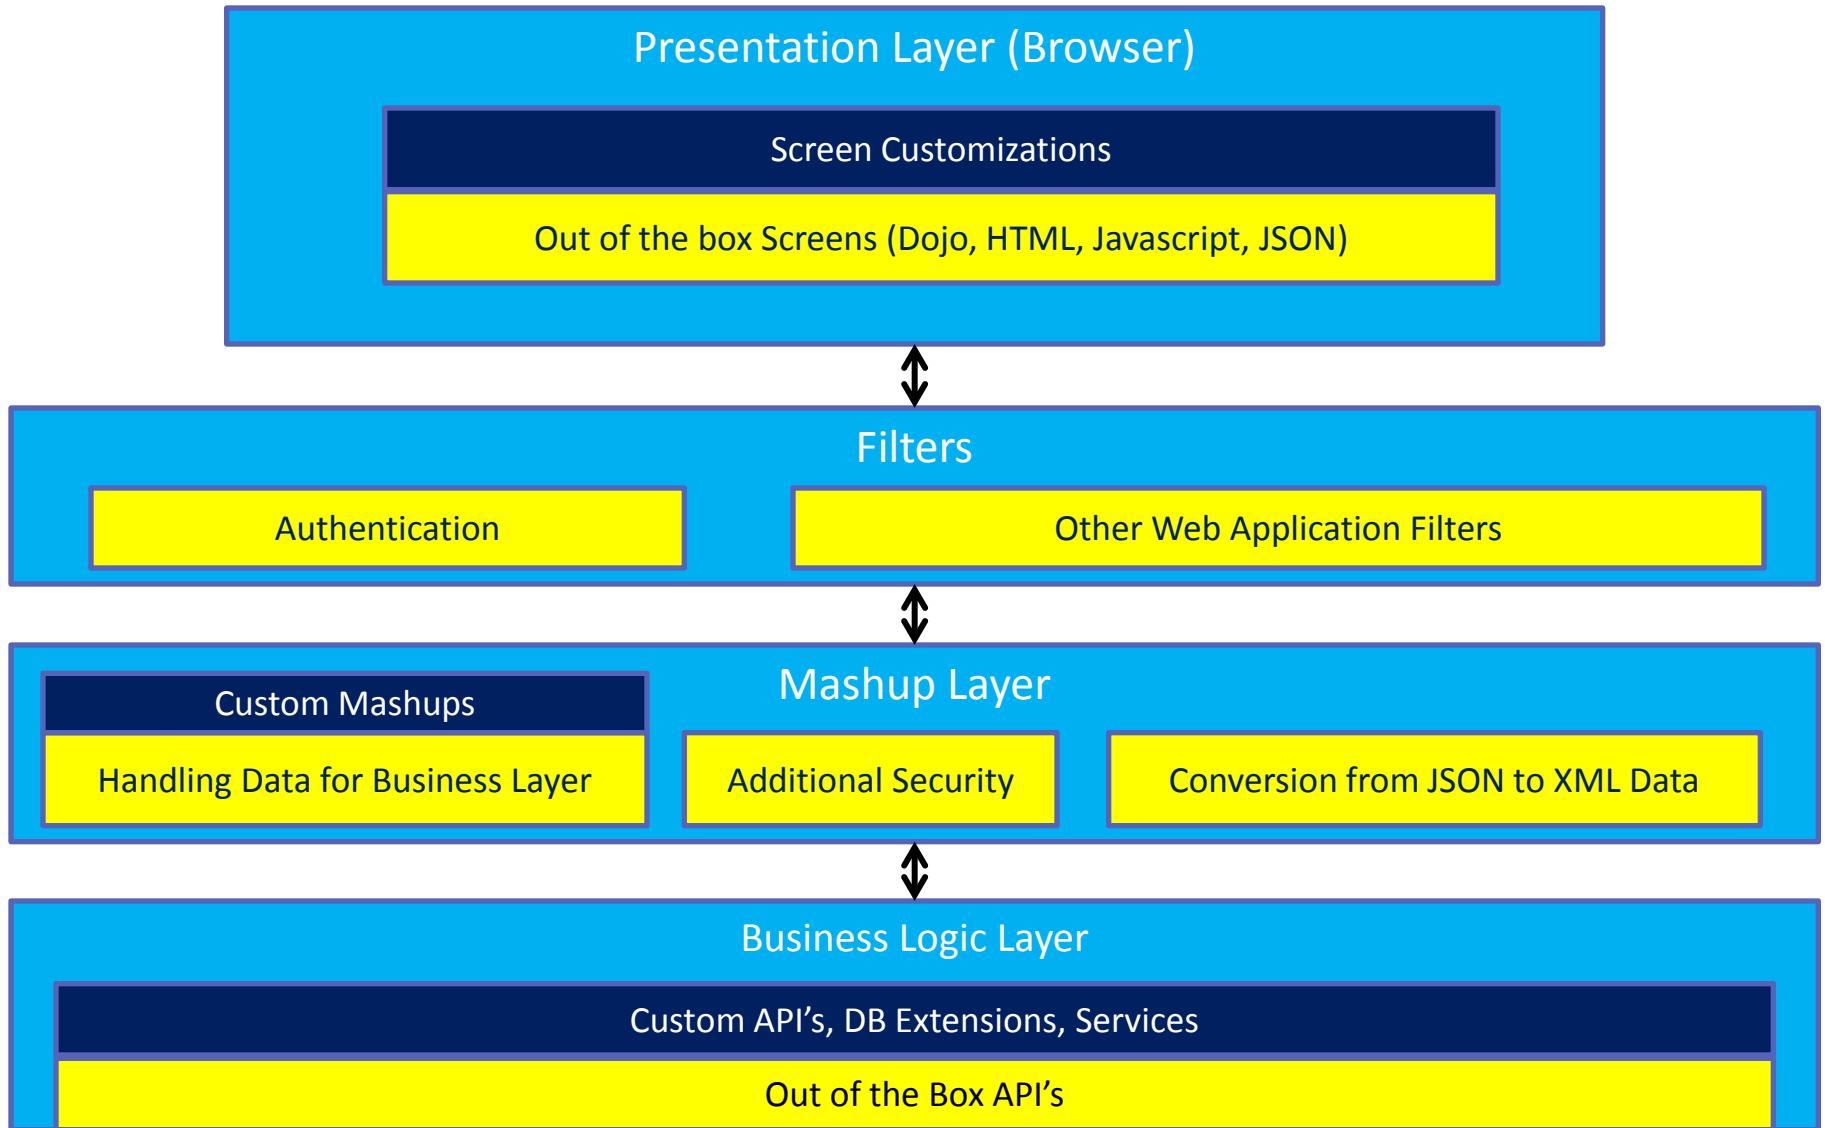 Presentation Layer (Browser)
Screen Customizations
Out of the box Screens (Dojo, HTML, Javascript, JSON)
Filters
Authentication
Other Web Application Filters
Mashup Layer
Custom Mashups
Handling Data for Business Layer
Additional Security
Conversion from JSON to XML Data
Business Logic Layer
Custom API’s, DB Extensions, Services
Out of the Box API’s